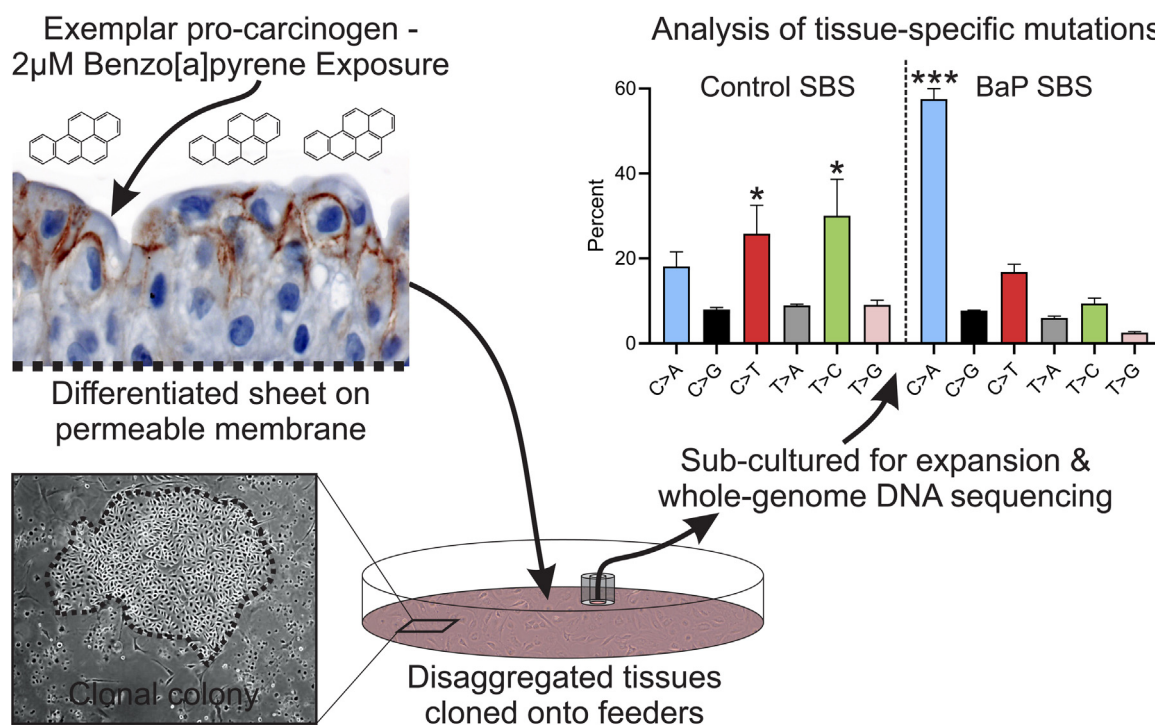 Exemplar pro-carcinogen -
2µM Benzo[a]pyrene Exposure
Differentiated sheet on
permeable membrane
Clonal colony
Disaggregated tissues
cloned onto feeders
Sub-cultured for expansion &
whole-genome DNA sequencing
Analysis of tissue-specific mutations
Control SBS
BaP SBS
***
*
*
Percent
60
40
20
0
C>A
C>G
C>T
T>A
T>C
T>G
C>A
C>G
C>T
T>A
T>C
T>G